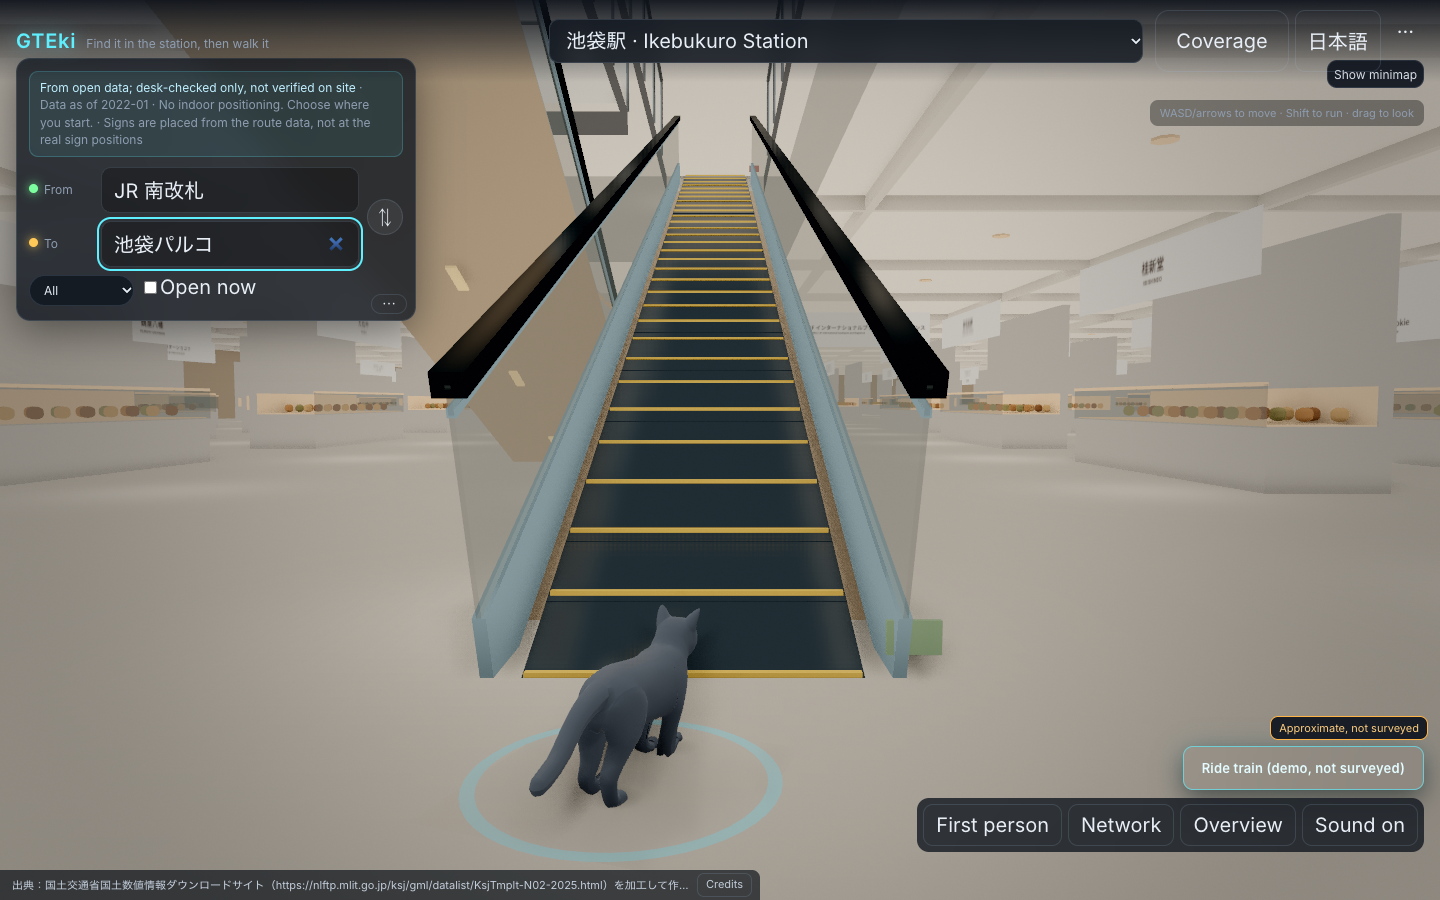 GTEki Find it in the station, then walk it
池袋駅 · Ikebukuro Station
Coverage
日本語
...
Show minimap
WASD/arrows to move · Shift to run · drag to look
From open data; desk-checked only, not verified on site ·
Data as of 2022-01 · No indoor positioning. Choose where
you start. · Signs are placed from the route data, not at the
real sign positions
From
JR 南改札
To
池袋パルコ
All
Open now
...
桂新堂
Approximate, not surveyed
Ride train (demo, not surveyed)
First person
Network
Overview
Sound on
出典：国土交通省国土数値情報ダウンロードサイト（https://nlftp.mlit.go.jp/ksj/gml/datalist/KsjTmplt-N02-2025.html）を加工して作...
Credits